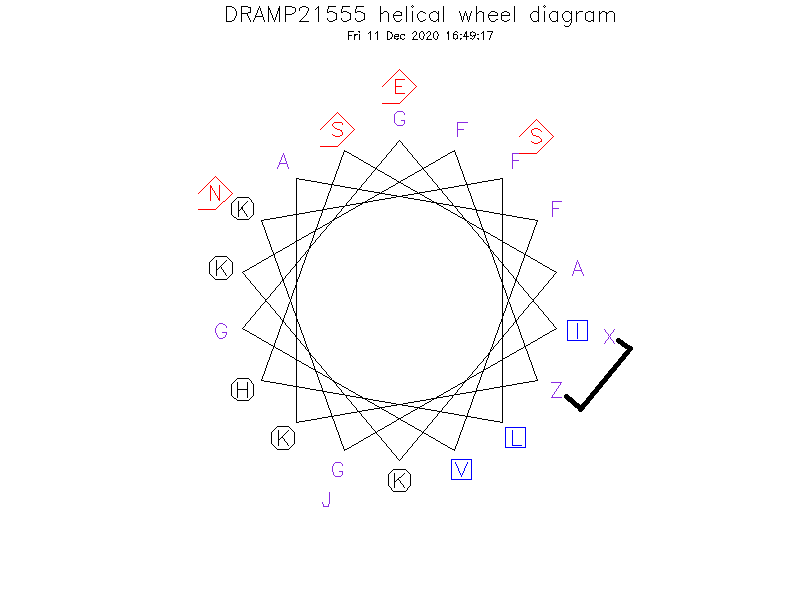 DRAMP21555 helical wheel diagram
Fri 11 Dec 2020 16:49:17
E
G
S
F
S
A
F
N
K
F
K
A
G
I
X
H
Z
K
L
G
V
K
J